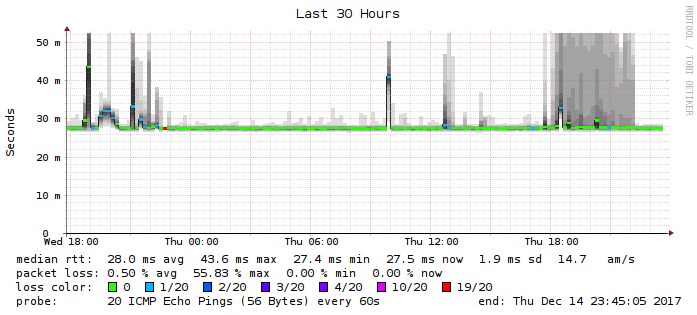 Last 30 Hours
RRDTOOL / TOBI OETIKER
Seconds
50 m
40 m
30 m
20 m
10 m
0
Wed 18:00 Thu 00:00 Thu 06:00 Thu 12:00 Thu 18:00
median rtt: 28.0 ms avg 43.6 ms max 27.4 ms min 27.5 ms now 1.9 ms sd 14.7 am/s
packet loss: 0.50 % avg 55.83 % max 0.00 % min 0.00 % now
loss color: 0 1/20 2/20 3/20 4/20 10/20 19/20
probe: 20 ICMP Echo Pings (56 Bytes) every 60s end: Thu Dec 14 23:45:05 2017